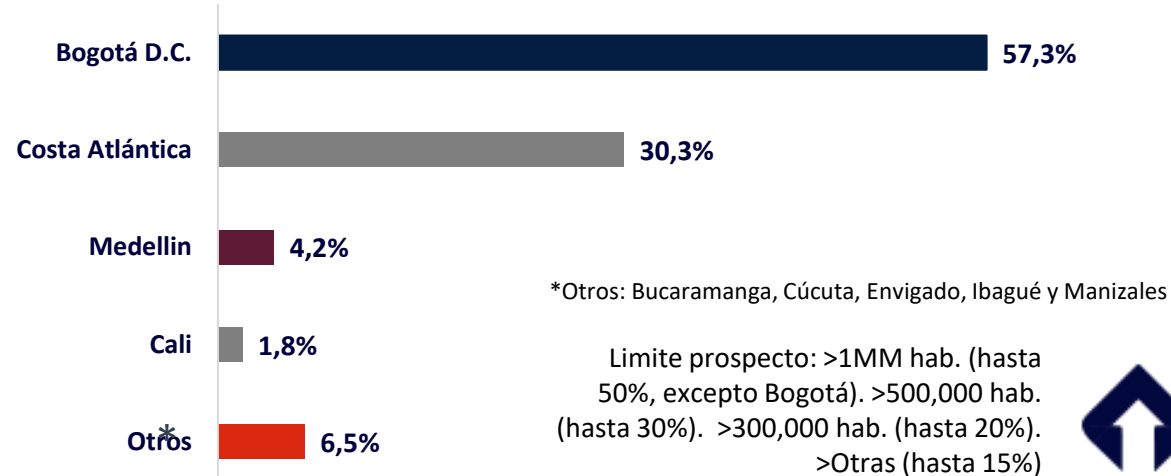 Bogotá D.C.
57,3%
Costa Atlántica
30,3%
Medellin
4,2%
*Otros: Bucaramanga, Cúcuta, Envigado, Ibagué y Manizales
Cali
1,8%
Limite prospecto: >1MM hab. (hasta
50%, excepto Bogotá). >500,000 hab.
(hasta 30%).  >300,000 hab. (hasta 20%).
>Otras (hasta 15%)
Otros*
6,5%